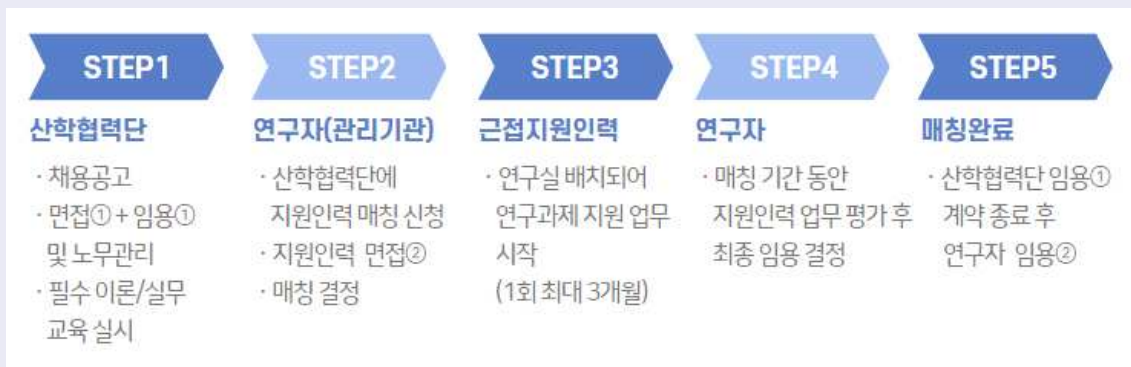 STEP1
산학협력단
· 채용공고
· 면접① + 임용①
및 노무관리
· 필수 이론/실무
교육 실시
STEP2
연구자(관리기관)
· 산학협력단에
지원인력 매칭 신청
· 지원인력 면접②
· 매칭 결정
STEP3
근접지원인력
· 연구실 배치되어
연구과제 지원 업무
시작
(1회 최대 3개월)
STEP4
연구자
· 매칭 기간 동안
지원인력 업무 평가 후
최종 임용 결정
STEP5
매칭완료
· 산학협력단 임용①
계약 종료 후
연구자 임용②